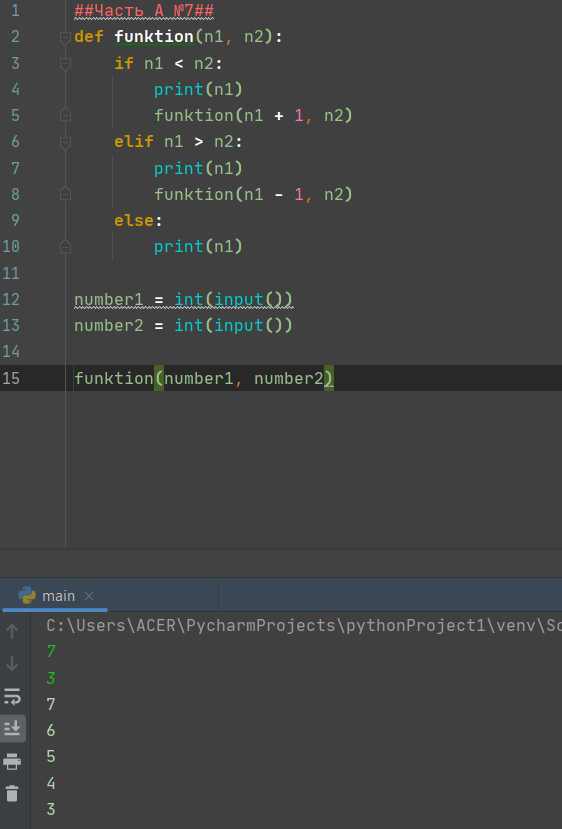 1 ##Часть А №7##
2 def funktion(n1, n2):
3     if n1 < n2:
4         print(n1)
5         funktion(n1 + 1, n2)
6     elif n1 > n2:
7         print(n1)
8         funktion(n1 - 1, n2)
9     else:
10         print(n1)
11
12 number1 = int(input())
13 number2 = int(input())
14
15 funktion(number1, number2)
main
C:\Users\ACER\PycharmProjects\pythonProject1\venv\Sc
7
3
7
6
5
4
3